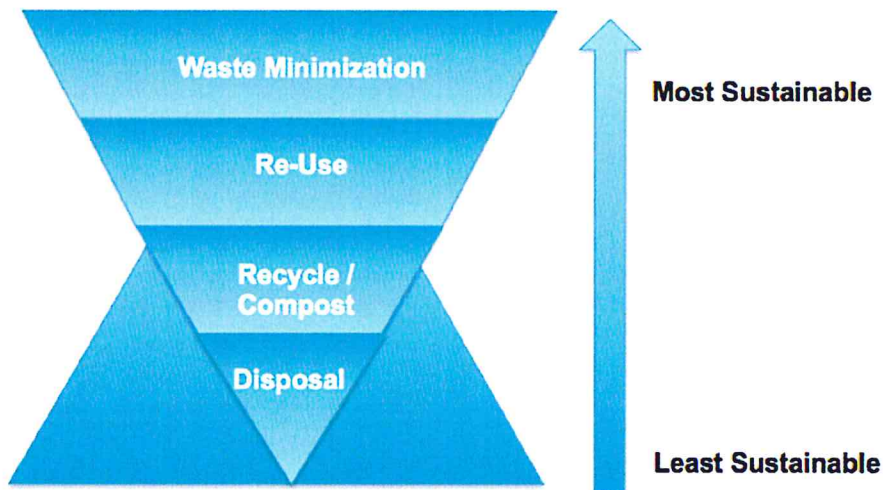 Waste Minimization
Most Sustainable
Re-Use
Recycle /
Compost
Disposal
Least Sustainable